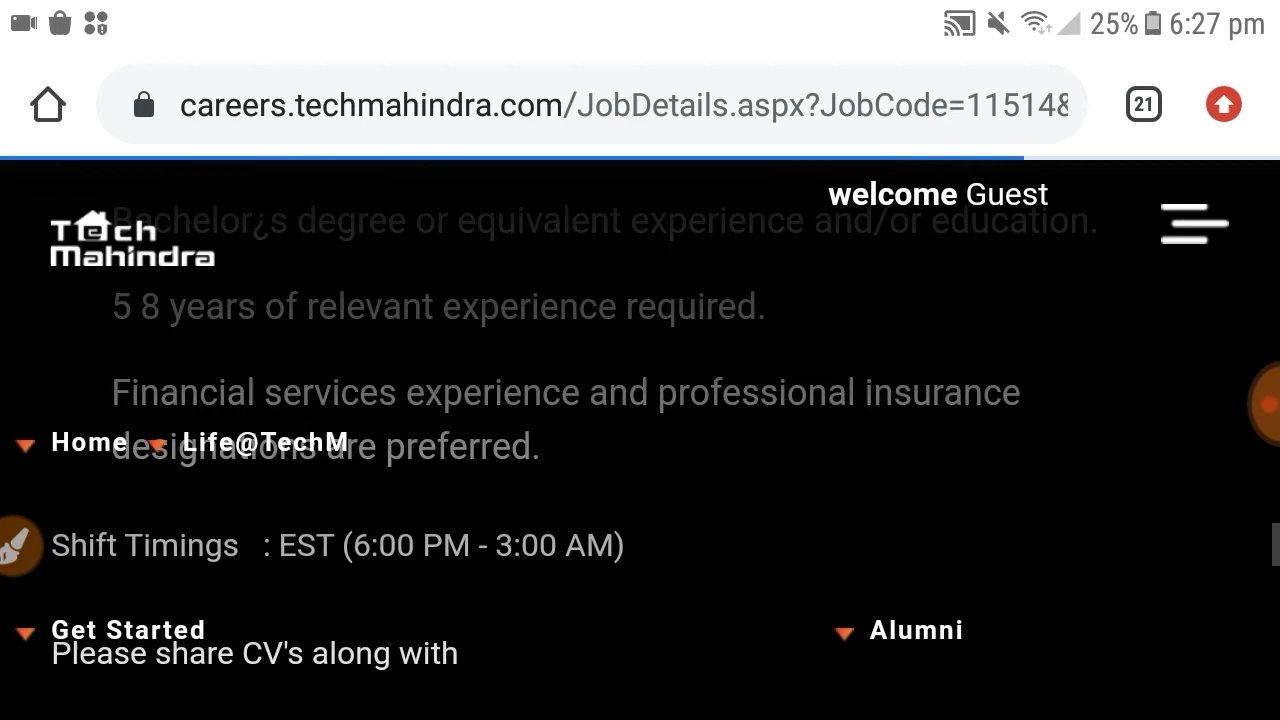 25% 6:27 pm
careers.techmahindra.com/JobDetails.aspx?JobCode=11514&
21
welcome Guest
Bachelor¿s degree or equivalent experience and/or education.
Tech
Mahindra
5 8 years of relevant experience required.
Financial services experience and professional insurance
Home Life@TechM
designations are preferred.
Shift Timings : EST (6:00 PM - 3:00 AM)
Get Started Alumni
Please share CV's along with